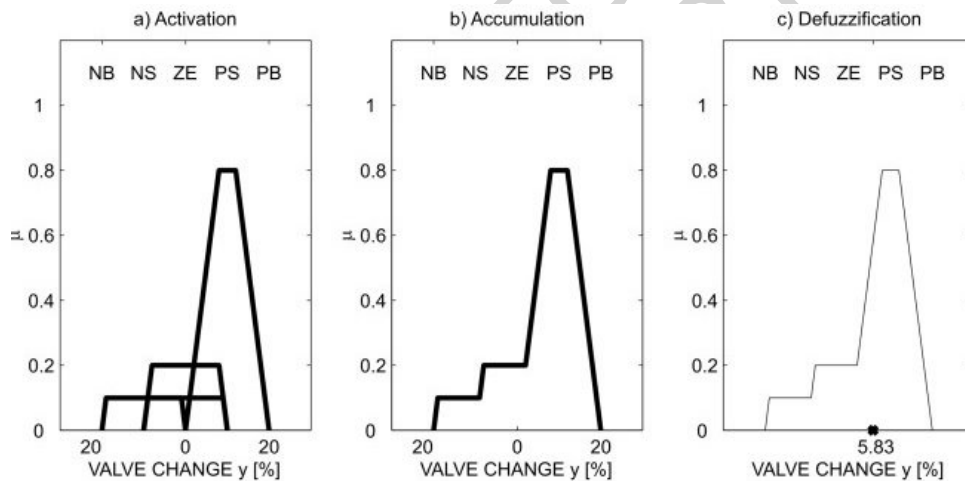 a) Activation
b) Accumulation
c) Defuzzification
NB NS ZE PS PB
NB NS ZE PS PB
NB NS ZE PS PB
1
1
1
0.8
0.8
0.8
μ 0.6
μ 0.6
μ 0.6
0.4
0.4
0.4
0.2
0.2
0.2
0
0
0
20 0 20
20 0 20
5.83
VALVE CHANGE y [%]
VALVE CHANGE y [%]
VALVE CHANGE y [%]